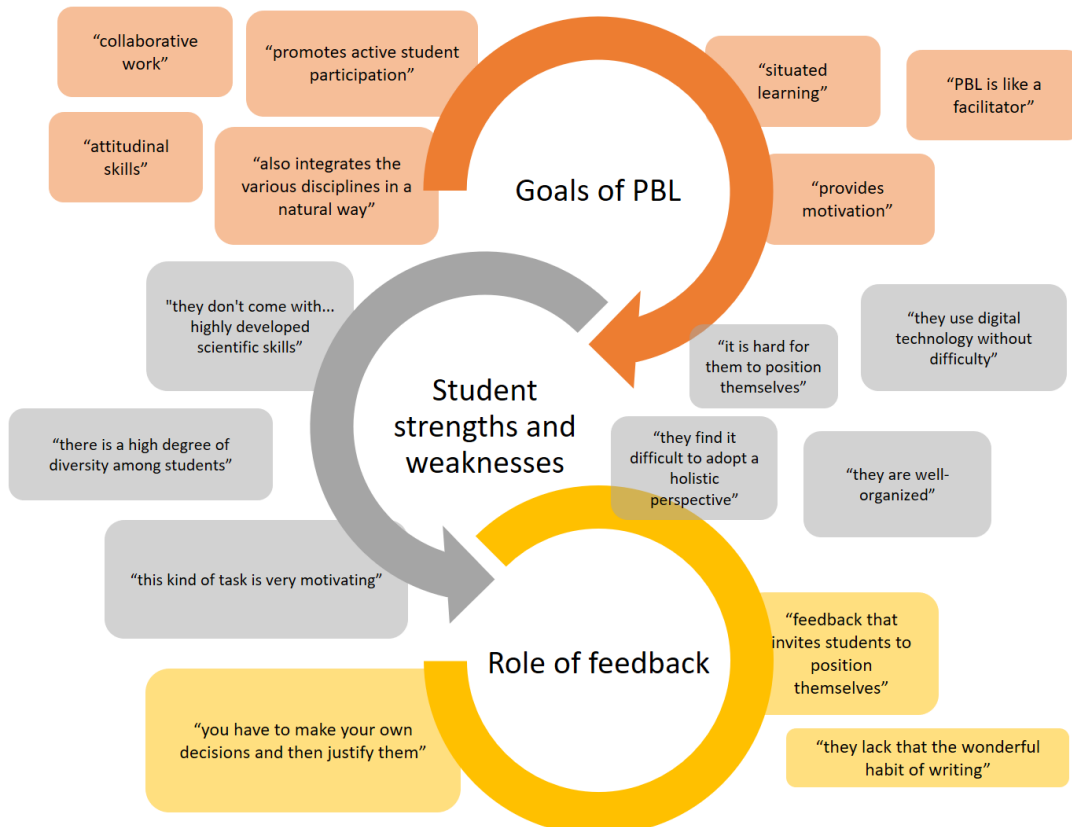 “collaborative
work”
“promotes active student
participation”
“situated
learning”
“PBL is like a
facilitator”
“attitudinal
skills”
“also integrates the
various disciplines in a
natural way”
Goals of PBL
“provides
motivation”
"they don't come with...
highly developed
scientific skills”
“it is hard for
them to position
themselves”
“they use digital
technology without
difficulty”
Student
strengths and
weaknesses
“there is a high degree of
diversity among students”
“they find it
difficult to adopt a
holistic
perspective”
“they are well-
organized”
“this kind of task is very motivating”
Role of feedback
“feedback that
invites students to
position
themselves”
“you have to make your own
decisions and then justify them”
“they lack that the wonderful
habit of writing”